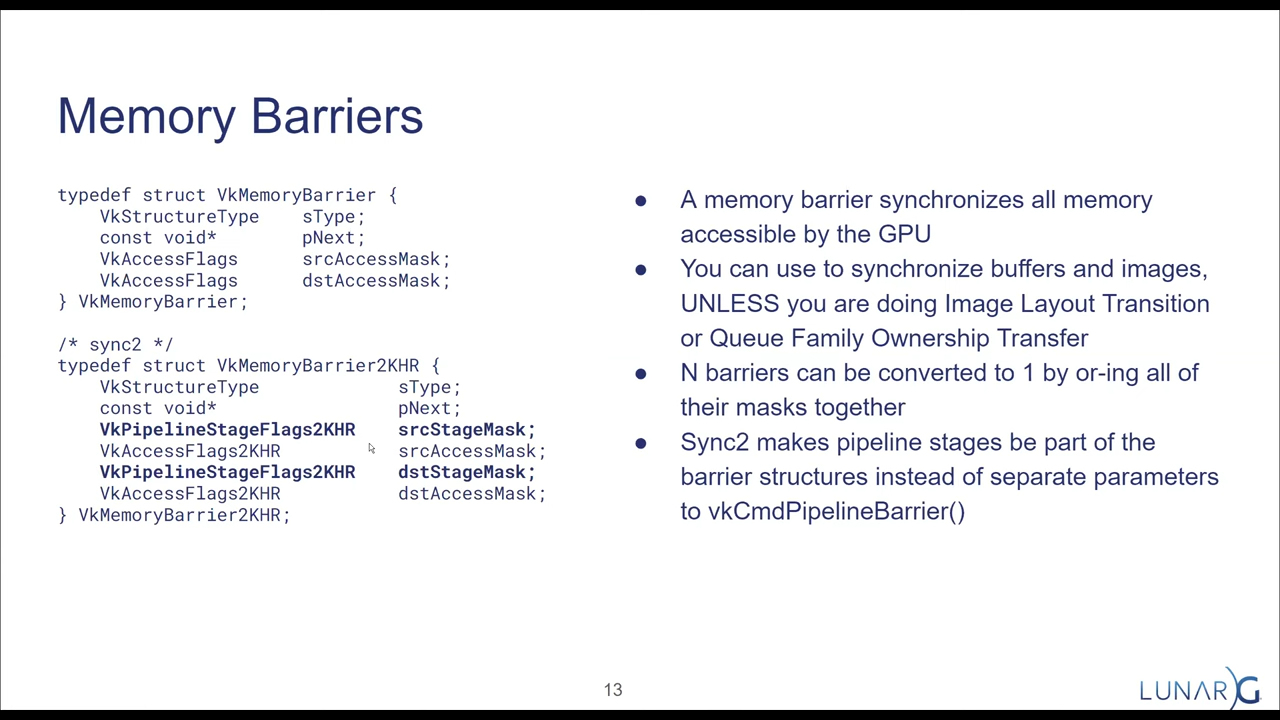 Memory Barriers
typedef struct VkMemoryBarrier {
    VkStructureType    sType;
    const void*        pNext;
    VkAccessFlags      srcAccessMask;
    VkAccessFlags      dstAccessMask;
} VkMemoryBarrier;
/* sync2 */
typedef struct VkMemoryBarrier2KHR {
    VkStructureType             sType;
    const void*                 pNext;
    VkPipelineStageFlags2KHR    srcStageMask;
    VkAccessFlags2KHR           srcAccessMask;
    VkPipelineStageFlags2KHR    dstStageMask;
    VkAccessFlags2KHR           dstAccessMask;
} VkMemoryBarrier2KHR;
● A memory barrier synchronizes all memory
accessible by the GPU
● You can use to synchronize buffers and images,
UNLESS you are doing Image Layout Transition
or Queue Family Ownership Transfer
● N barriers can be converted to 1 by or-ing all of
their masks together
● Sync2 makes pipeline stages be part of the
barrier structures instead of separate parameters
to vkCmdPipelineBarrier()
13
LUNAR G